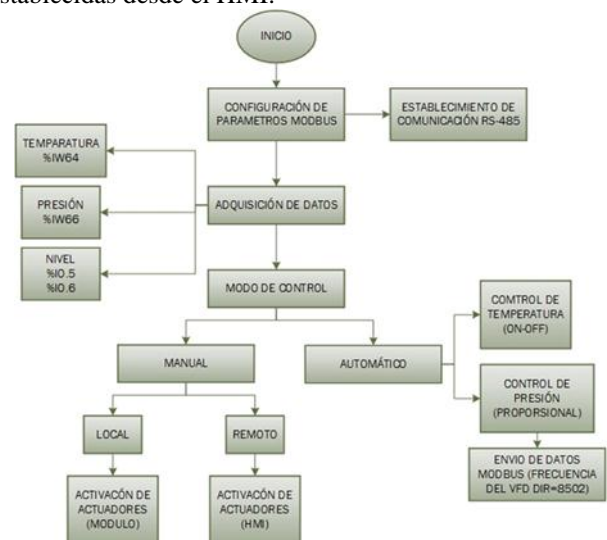 establecidas desde el HMI.
INICIO
CONFIGURACIÓN DE
PARAMETROS MODBUS
ESTABLECIMIENTO DE
COMUNICACIÓN RS-485
TEMPARATURA
%IW64
PRESIÓN
%IW66
NIVEL
%I0.5
%I0.6
ADQUISICIÓN DE DATOS
MODO DE CONTROL
MANUAL
AUTOMÁTICO
COMTROL DE
TEMPERATURA
(ON-OFF)
CONTROL DE
PRESIÓN
(PROPORSIONAL)
ENVIO DE DATOS
MODBUS (FRECUENCIA
DEL VFD DIR=8502)
LOCAL
REMOTO
ACTIVACÓN DE
ACTUADORES
(MODULO)
ACTIVACÓN DE
ACTUADORES
(HMI)